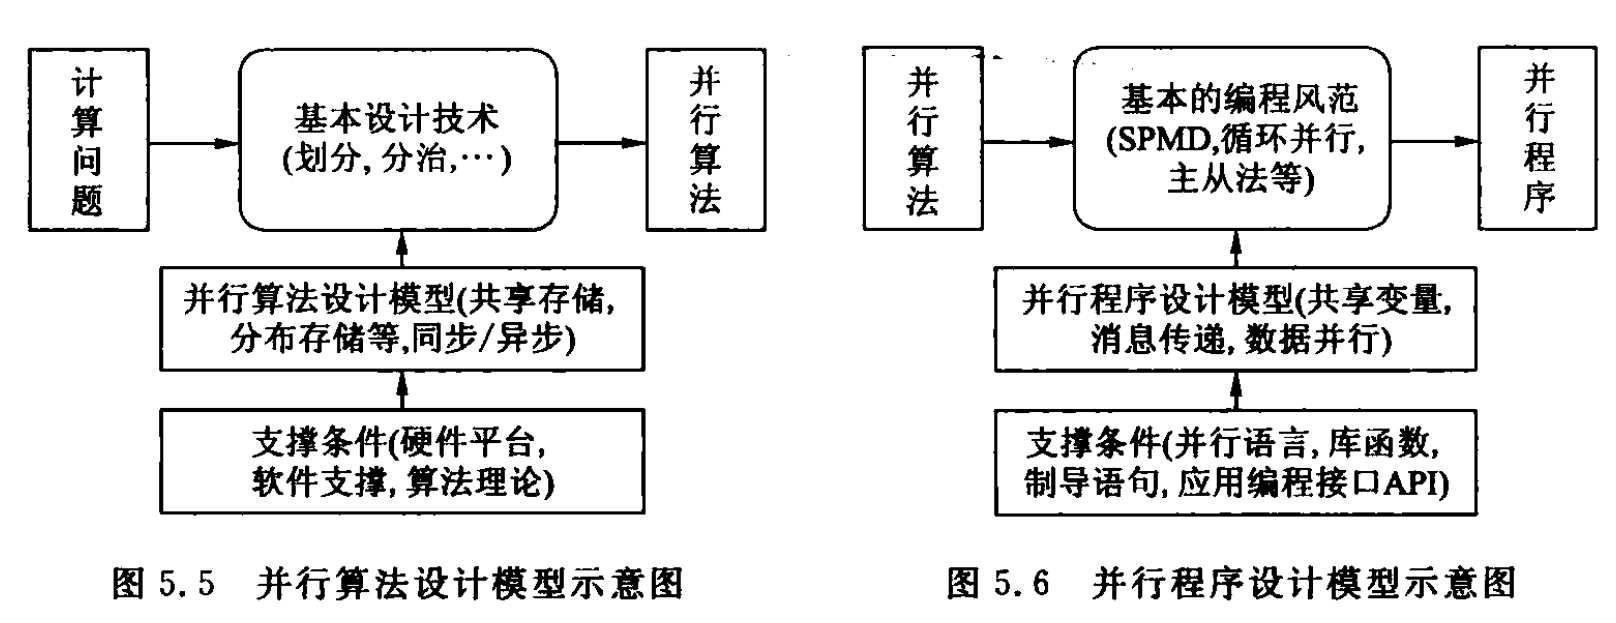 计算问题
基本设计技术
(划分, 分治,…)
并行算法
并行算法设计模型(共享存储,
分布存储等,同步/异步)
支撑条件(硬件平台,
软件支撑, 算法理论)
图 5.5 并行算法设计模型示意图
并行算法
基本的编程风范
(SPMD,循环并行,
主从法等)
并行程序
并行程序设计模型(共享变量,
消息传递, 数据并行)
支撑条件(并行语言, 库函数,
制导语句, 应用编程接口API)
图 5.6 并行程序设计模型示意图